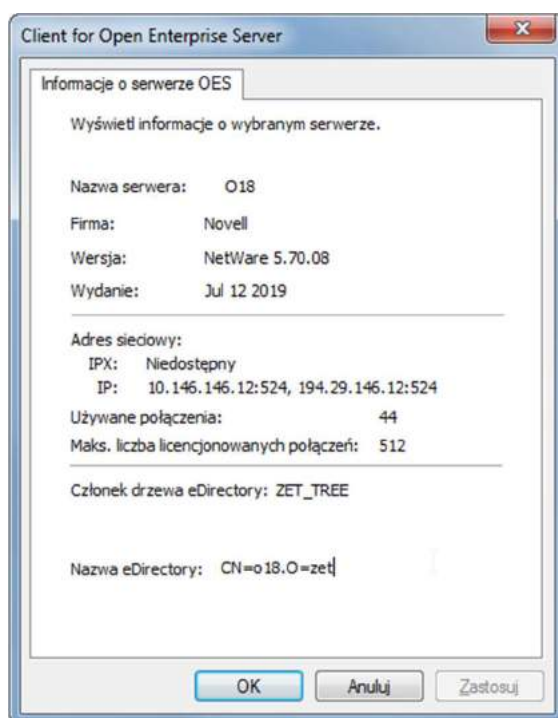 Client for Open Enterprise Server
Informacje o serwerze OES
Wyświetl informacje o wybranym serwerze.
Nazwa serwera: O18
Firma: Novell
Wersja: NetWare 5.70.08
Wydanie: Jul 12 2019
Adres sieciowy:
IPX: Niedostępny
IP: 10.146.146.12:524, 194.29.146.12:524
Używane połączenia: 44
Maks. liczba licencjonowanych połączeń: 512
Członek drzewa eDirectory: ZET_TREE
Nazwa eDirectory: CN=o18.O=zet
OK Anuluj Zastosuj